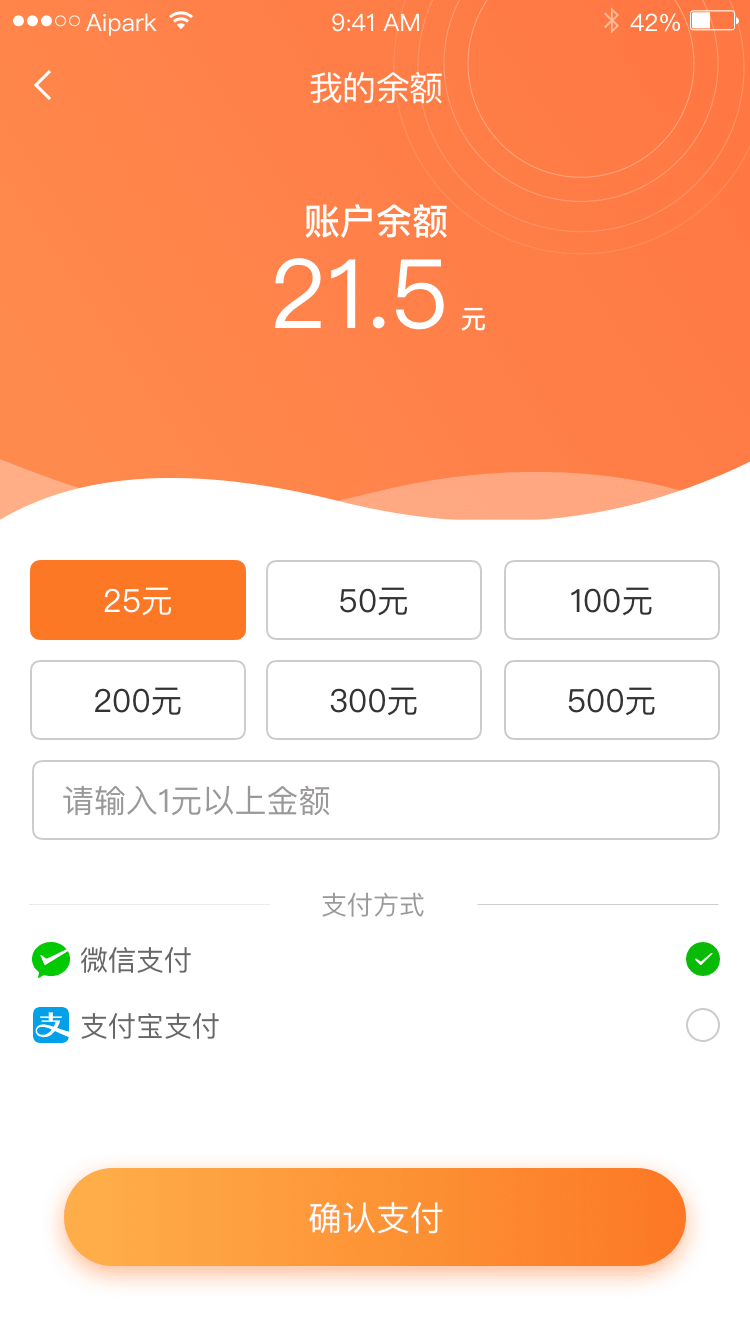 Aipark 9:41 AM 42%
我的余额
账户余额
21.5 元
25元 50元 100元
200元 300元 500元
请输入1元以上金额
支付方式
微信支付
支 支付宝支付
确认支付